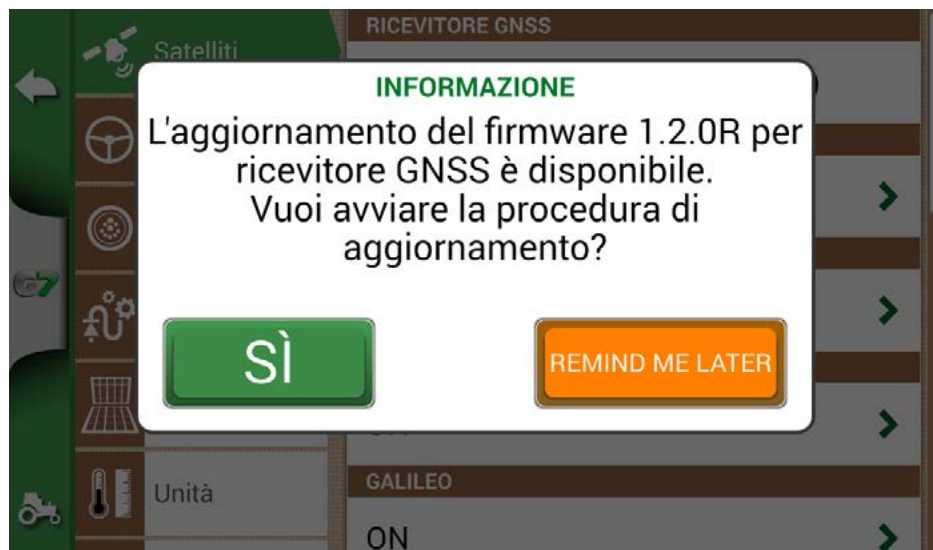 RICEVITORE GNSS
Satelliti
INFORMAZIONE
L'aggiornamento del firmware 1.2.0R per
ricevitore GNSS è disponibile.
Vuoi avviare la procedura di
aggiornamento?
SÌ
REMIND ME LATER
G7
Unità
GALILEO
ON